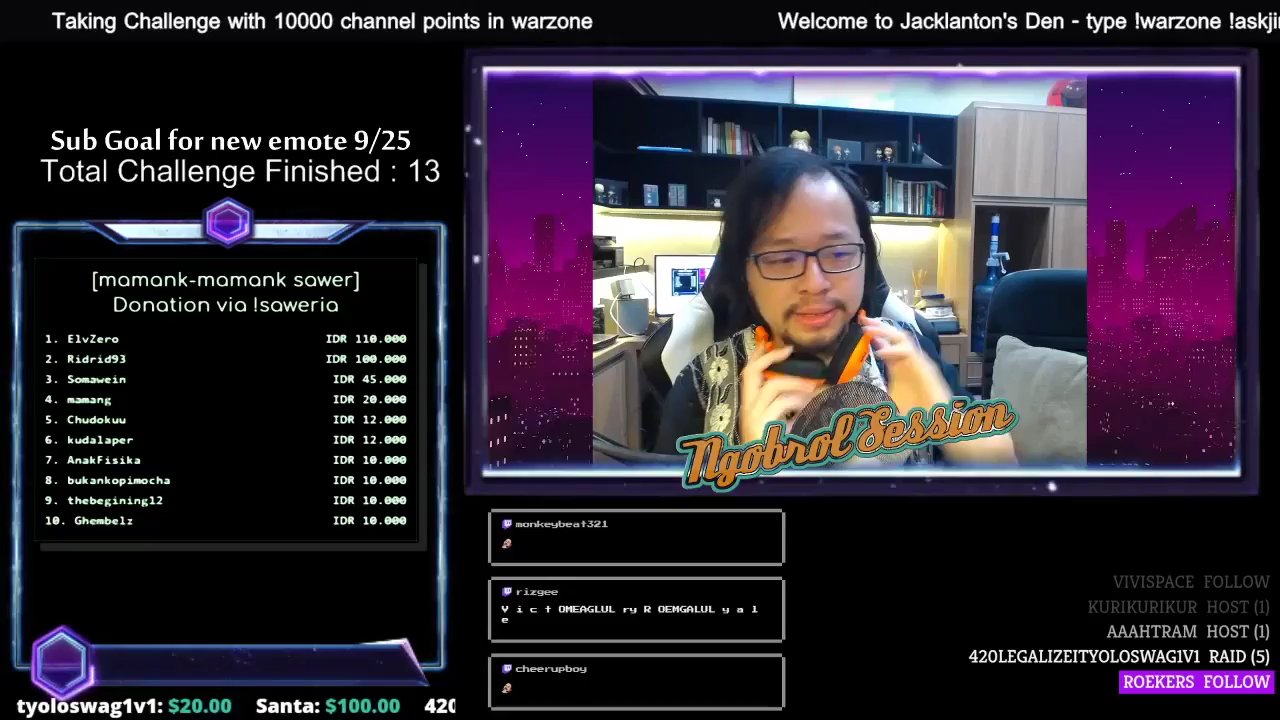 Taking Challenge with 10000 channel points in warzone
Welcome to Jacklanton's Den - type !warzone !askji
Sub Goal for new emote 9/25
Total Challenge Finished : 13
[mamank-mamank sawer]
Donation via !saweria
1. ElvZero IDR 110.000
2. Ridrid93 IDR 100.000
3. Somawein IDR 45.000
4. mamang IDR 20.000
5. Chudokuu IDR 12.000
6. kudalaper IDR 12.000
7. AnakFisika IDR 10.000
8. bukankopimocha IDR 10.000
9. thebegining12 IDR 10.000
10. Ghembelz IDR 10.000
tyoloswag1v1: $20.00 Santa: $100.00 420
Ngobrol Session
monkeybeat321
rizgee
V i c t OMEAGLUL ry R OEMGALUL y a l
e
cheerupboy
VIVISPACE FOLLOW
KURIKURIKUR HOST (1)
AAAHTRAM HOST (1)
420LEGALIZEITYOLOSWAG1V1 RAID (5)
ROEKERS FOLLOW